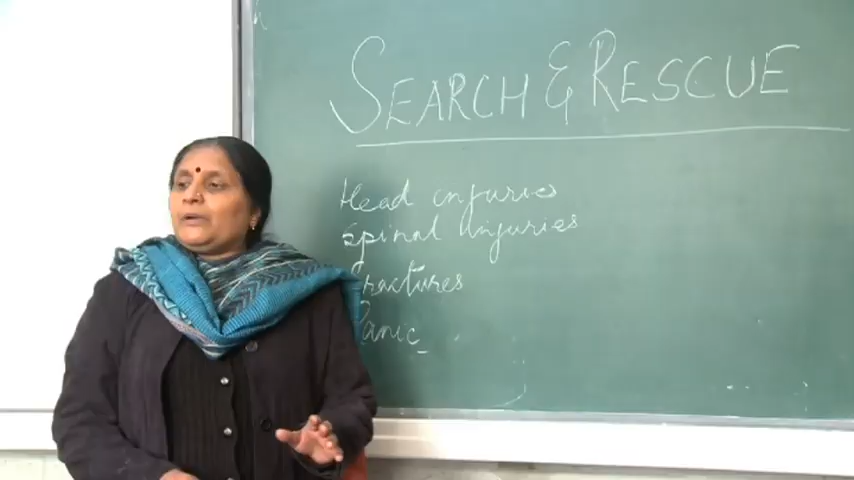 SEARCH & RESCUE
Head injuries
Spinal Injuries
Fractures
Panic